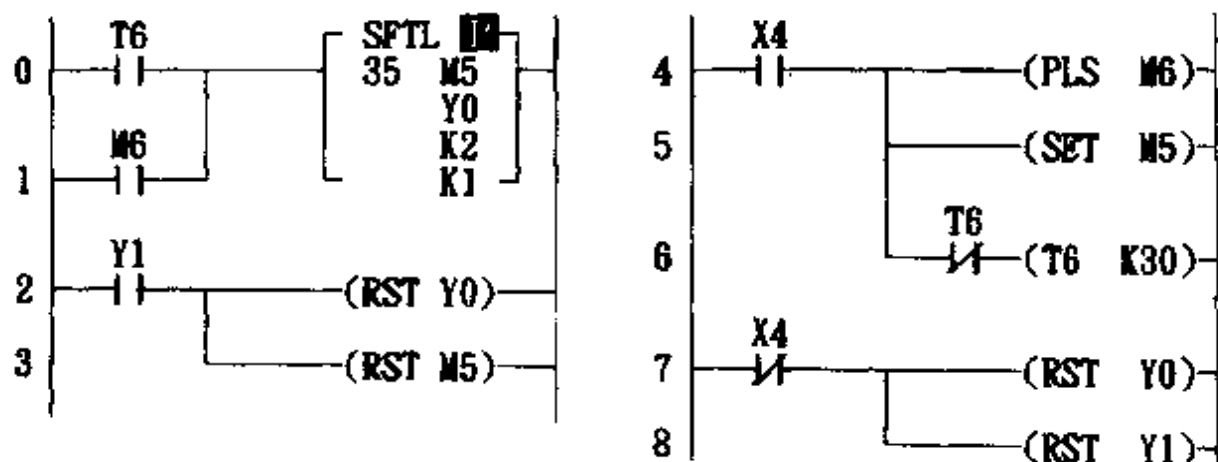 T6
0
SFTL
35 M5
Y0
K2
K1
M6
1
Y1
2
(RST Y0)
3
(RST M5)
X4
4
(PLS M6)
5
(SET M5)
T6
6
(T6 K30)
X4
7
(RST Y0)
8
(RST Y1)